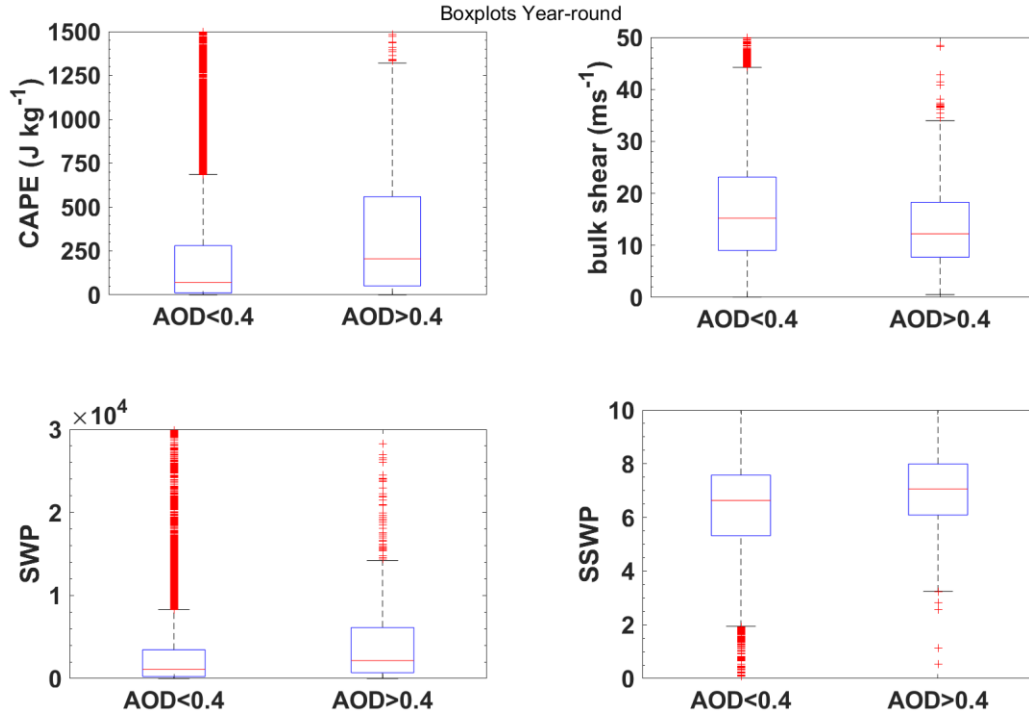 Boxplots Year-round
CAPE (J kg⁻¹)
1500
1250
1000
750
500
250
0
AOD<0.4 AOD>0.4
bulk shear (ms⁻¹)
50
40
30
20
10
0
AOD<0.4 AOD>0.4
×10⁴
SWP
3
2
1
0
AOD<0.4 AOD>0.4
SSWP
10
8
6
4
2
0
AOD<0.4 AOD>0.4